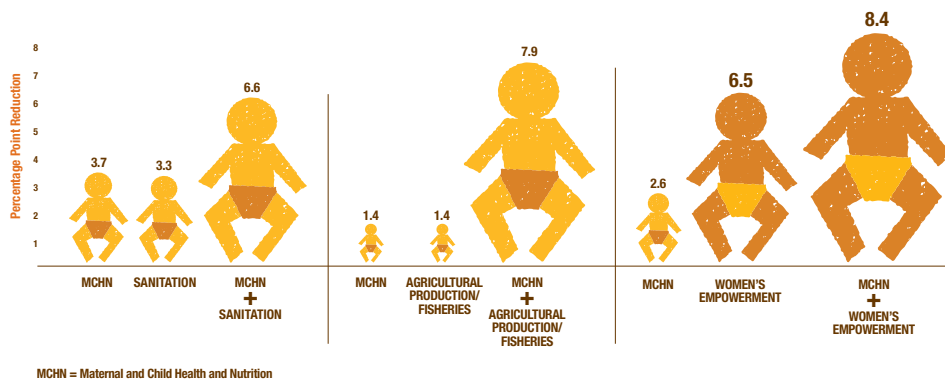 Percentage Point Reduction
8
7
6
5
4
3
2
1
3.7
3.3
6.6
1.4
1.4
7.9
2.6
6.5
8.4
MCHN
SANITATION
MCHN
+
SANITATION
MCHN
AGRICULTURAL
PRODUCTION/
FISHERIES
MCHN
+
AGRICULTURAL
PRODUCTION/
FISHERIES
MCHN
WOMEN'S
EMPOWERMENT
MCHN
+
WOMEN'S
EMPOWERMENT
MCHN = Maternal and Child Health and Nutrition